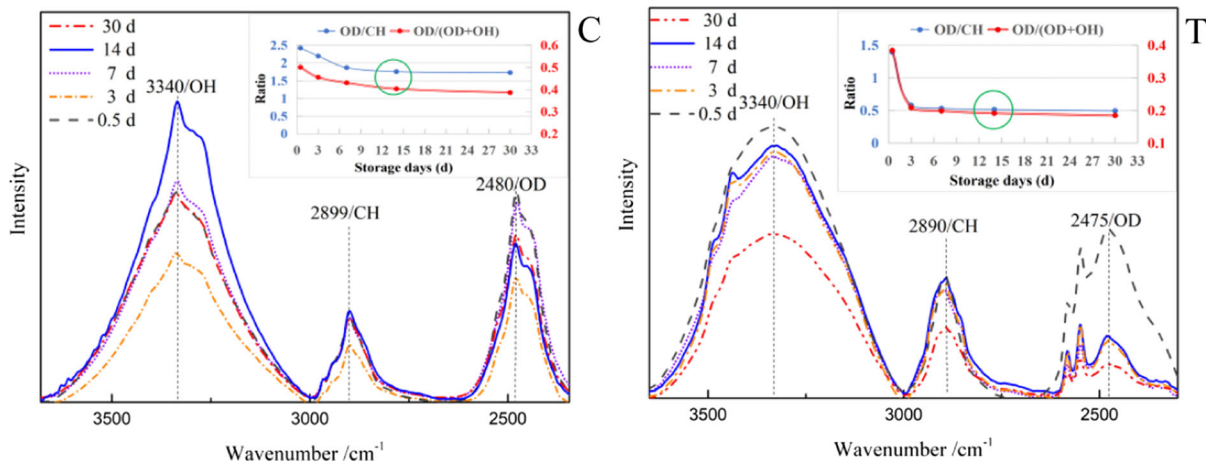 30 d
14 d
7 d
3 d
0.5 d
C
OD/CH OD/(OD+OH)
2.5
2
1.5
1
0.5
0
Ratio
0.6
0.5
0.4
0.3
0.2
0 3 6 9 12 15 18 21 24 27 30 33
Storage days (d)
3340/OH
2899/CH
2480/OD
Intensity
3500 3000 2500
Wavenumber /cm-1
30 d
14 d
7 d
3 d
0.5 d
T
OD/CH OD/(OD+OH)
1.5
1
0.5
0
Ratio
0.4
0.3
0.2
0.1
0 3 6 9 12 15 18 21 24 27 30 33
Storage days (d)
3340/OH
2890/CH
2475/OD
Intensity
3500 3000 2500
Wavenumber /cm-1